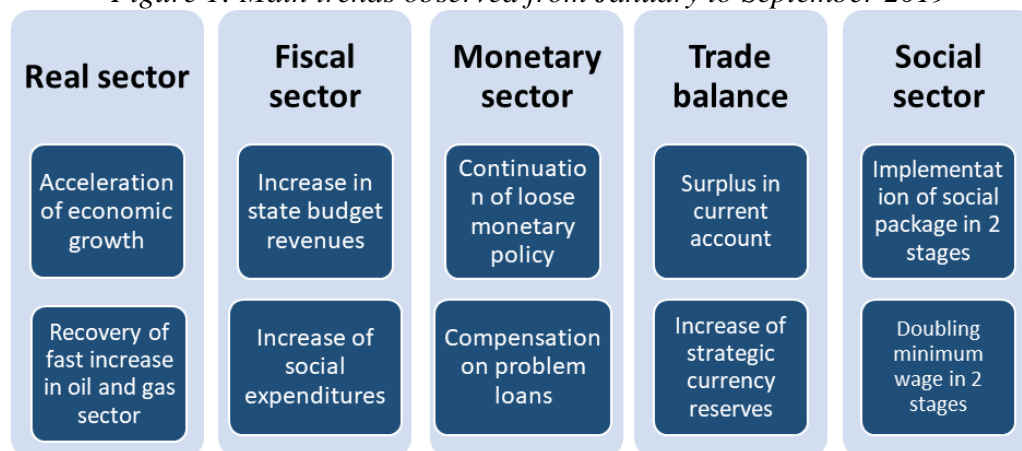 Figure 1: Main trends observed from January to September 2019
Real sector
Acceleration
of economic
growth
Recovery of
fast increase
in oil and gas
sector
Fiscal
sector
Increase in
state budget
revenues
Increase of
social
expenditures
Monetary
sector
Continuatio
n of loose
monetary
policy
Compensation
on problem
loans
Trade
balance
Surplus in
current
account
Increase of
strategic
currency
reserves
Social
sector
Implementat
ion of social
package in 2
stages
Doubling
minimum
wage in 2
stages